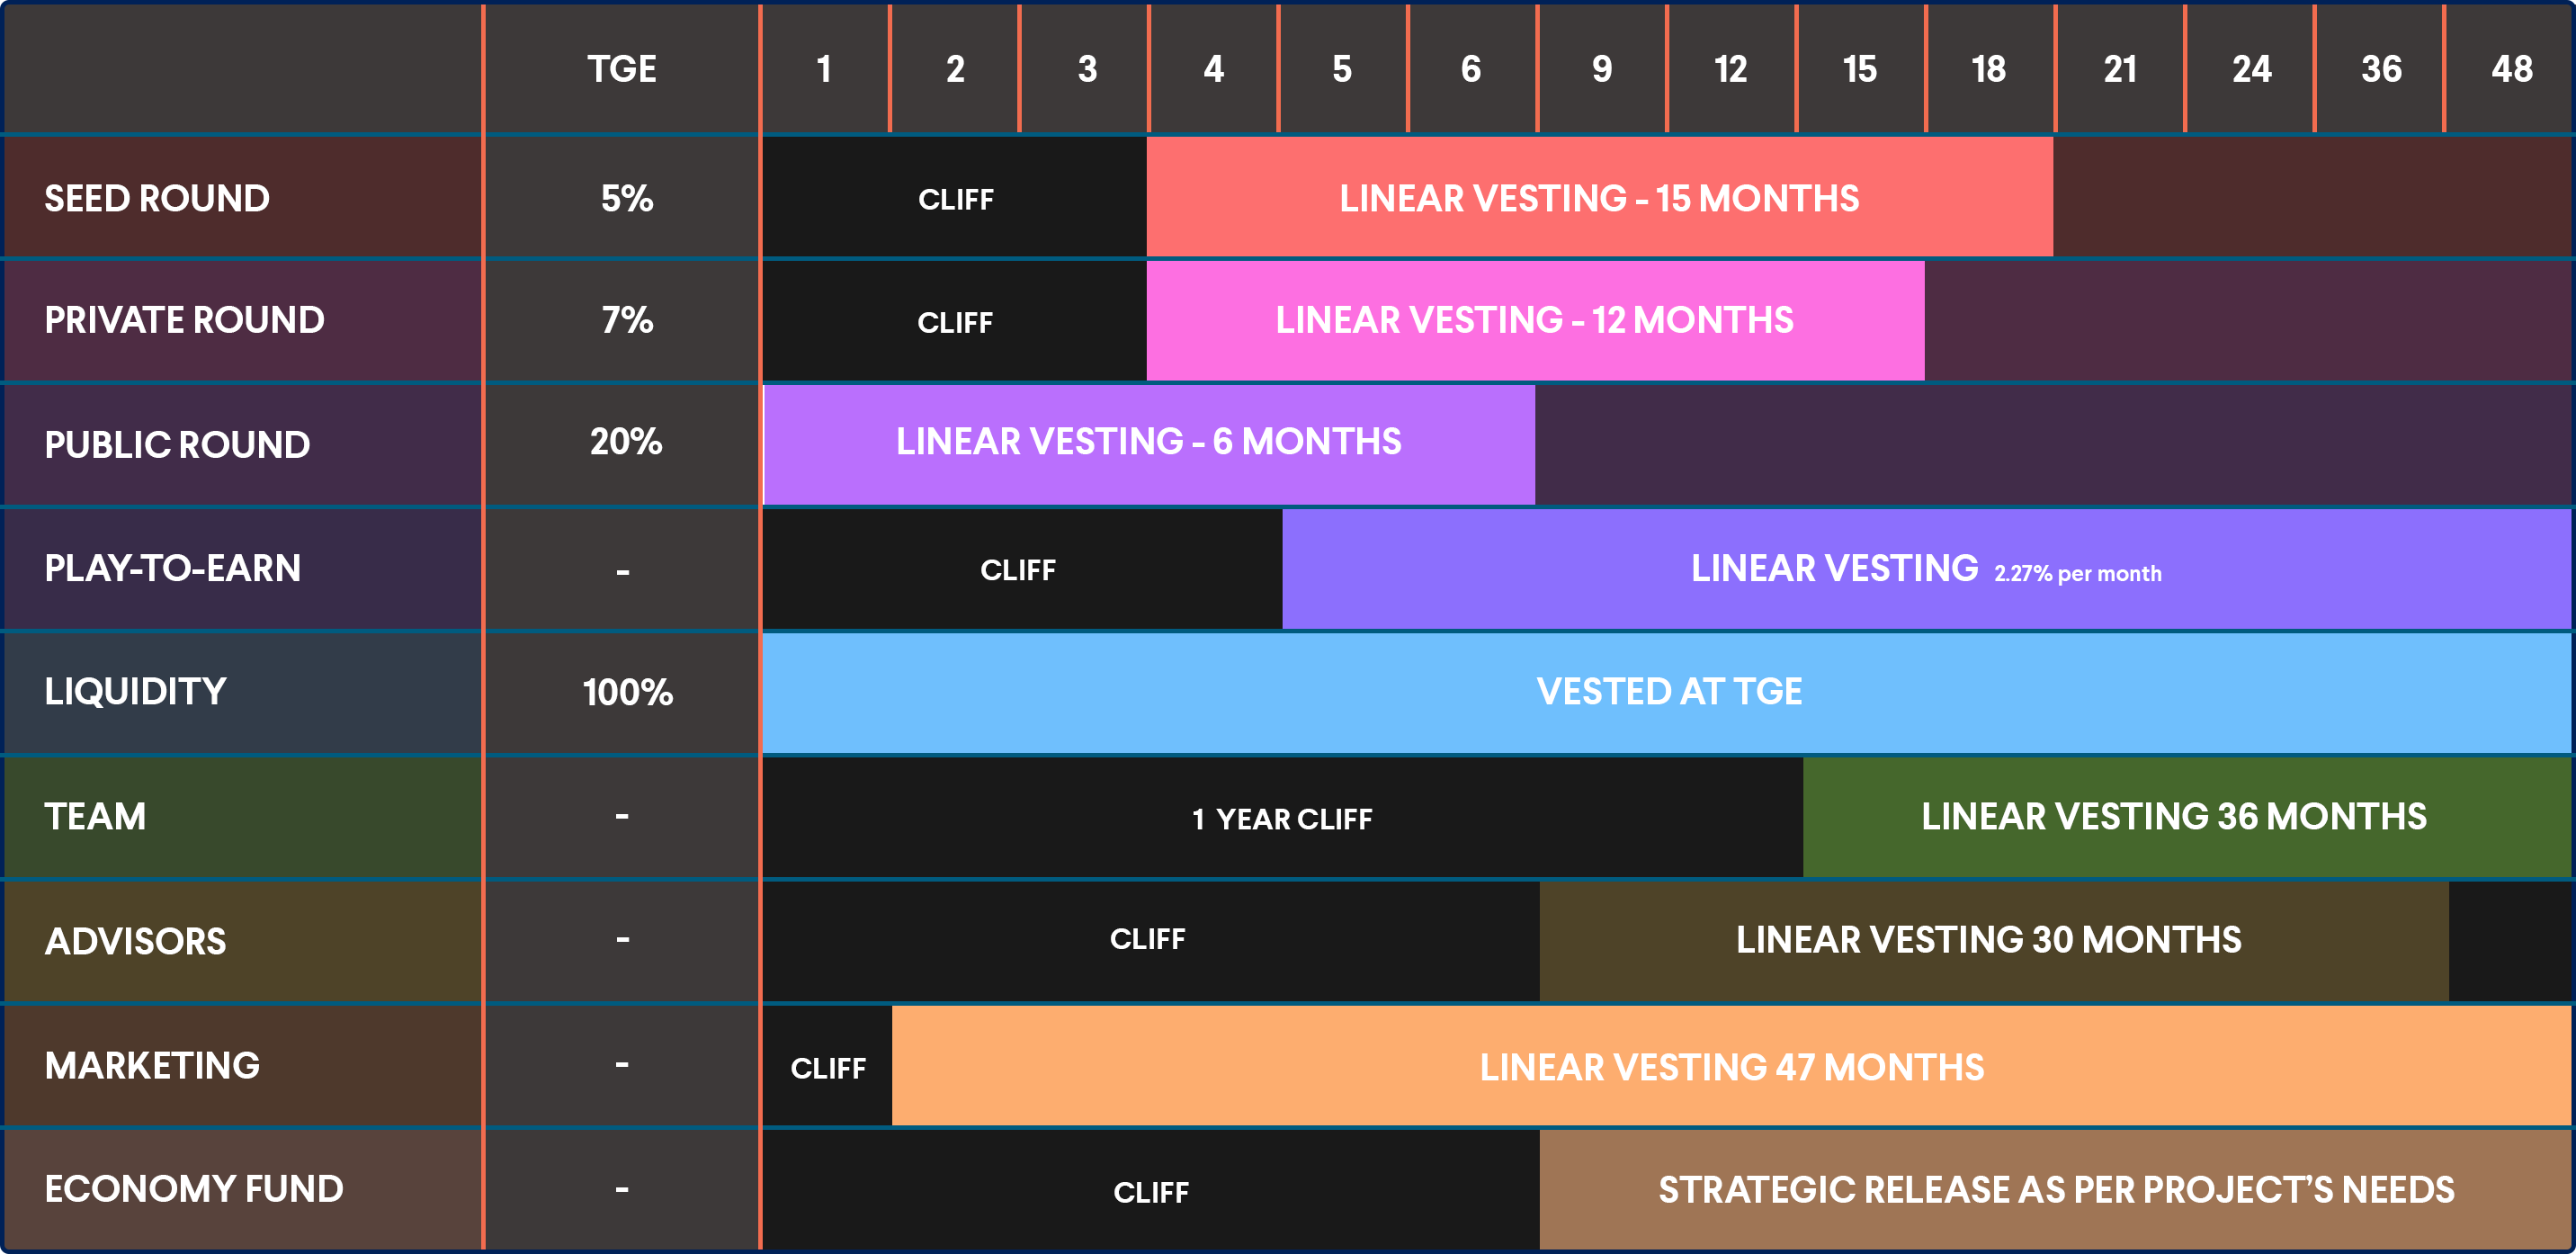 TGE 1 2 3 4 5 6 9 12 15 18 21 24 36 48
SEED ROUND 5% CLIFF LINEAR VESTING - 15 MONTHS
PRIVATE ROUND 7% CLIFF LINEAR VESTING - 12 MONTHS
PUBLIC ROUND 20% LINEAR VESTING - 6 MONTHS
PLAY-TO-EARN - CLIFF LINEAR VESTING 2.27% per month
LIQUIDITY 100% VESTED AT TGE
TEAM - 1 YEAR CLIFF LINEAR VESTING 36 MONTHS
ADVISORS - CLIFF LINEAR VESTING 30 MONTHS
MARKETING - CLIFF LINEAR VESTING 47 MONTHS
ECONOMY FUND - CLIFF STRATEGIC RELEASE AS PER PROJECT’S NEEDS